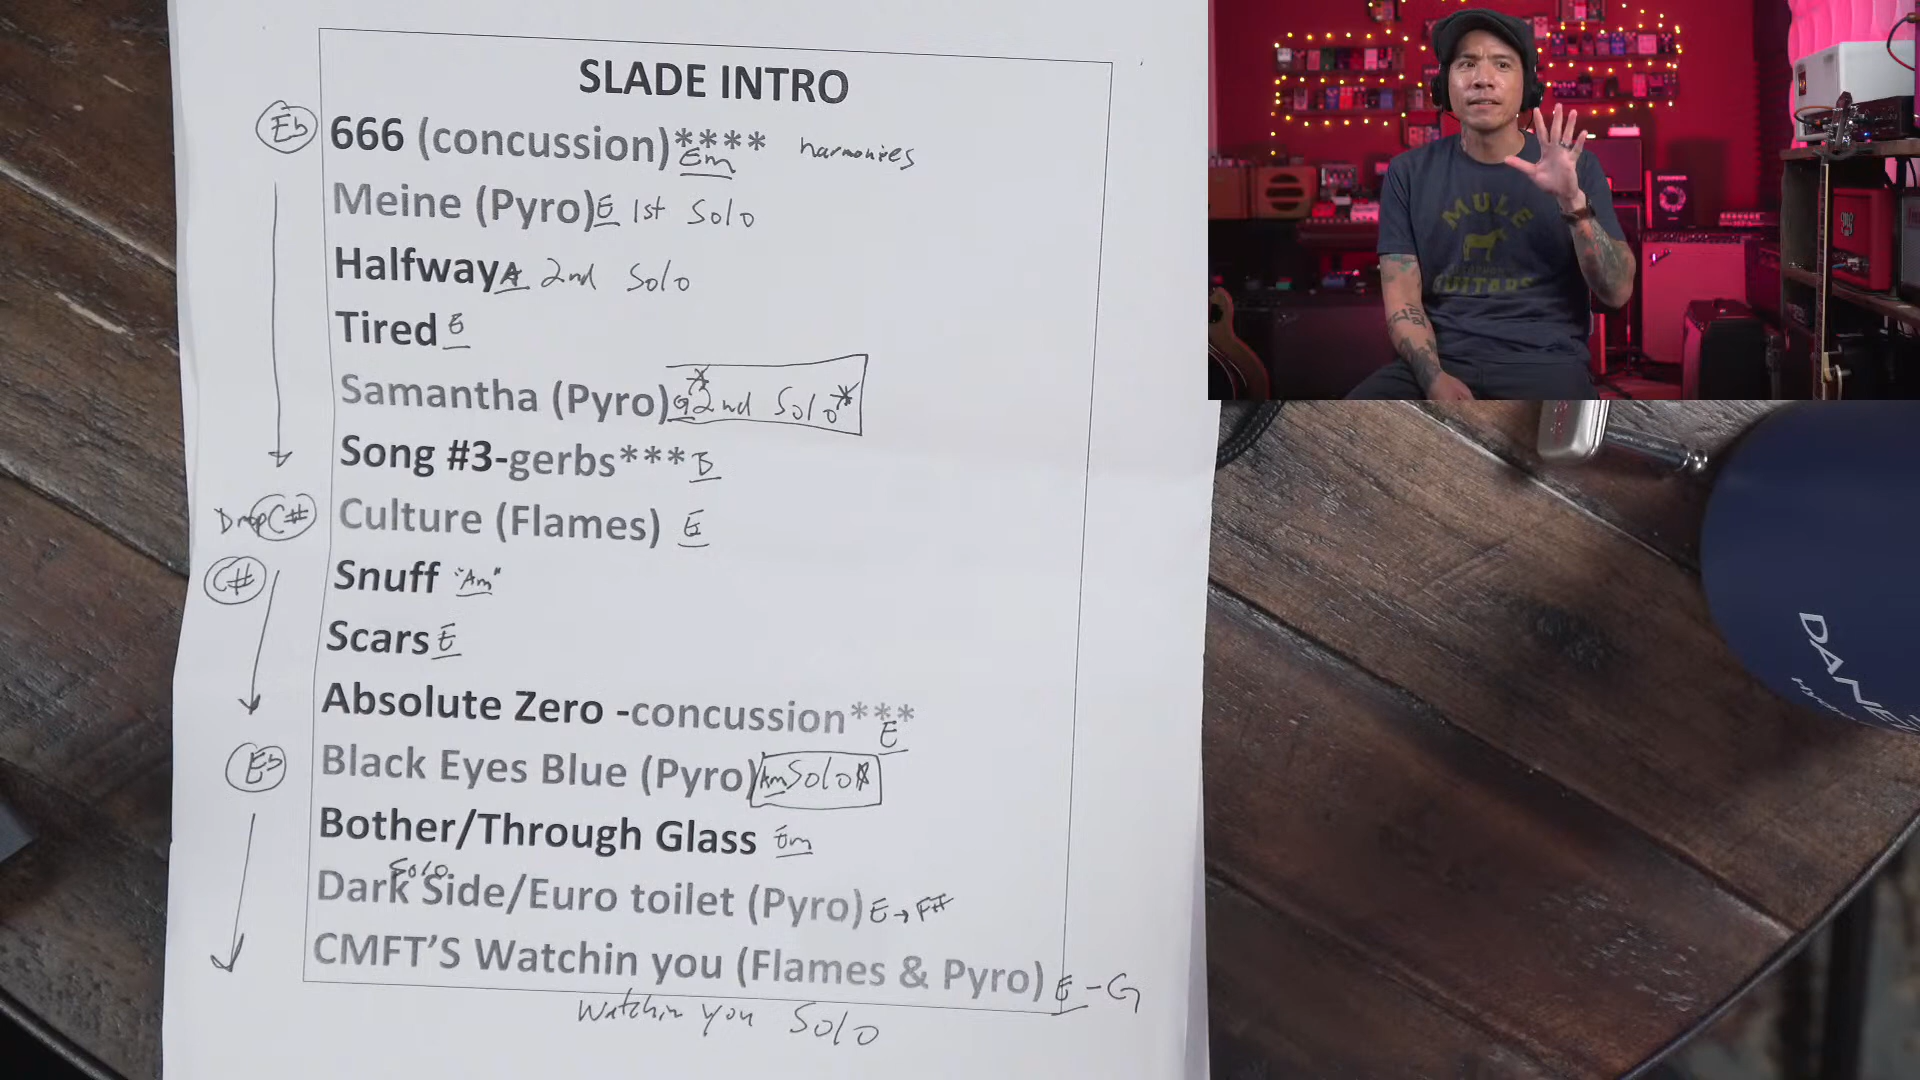 SLADE INTRO
Eb 666 (concussion)**** Em harmonies
Meine (Pyro) E 1st Solo
Halfway A 2nd Solo
Tired E
Samantha (Pyro) G *2nd Solo*
Song #3-gerbs*** B
Drop C# Culture (Flames) E
C# Snuff "Am"
Scars E
Absolute Zero -concussion*** E
Eb Black Eyes Blue (Pyro) Am Solo*
Bother/Through Glass Em
Solo
Dark Side/Euro toilet (Pyro) E → F#
CMFT'S Watchin you (Flames & Pyro) E - G
Watchin you Solo
MULE
GUITARS